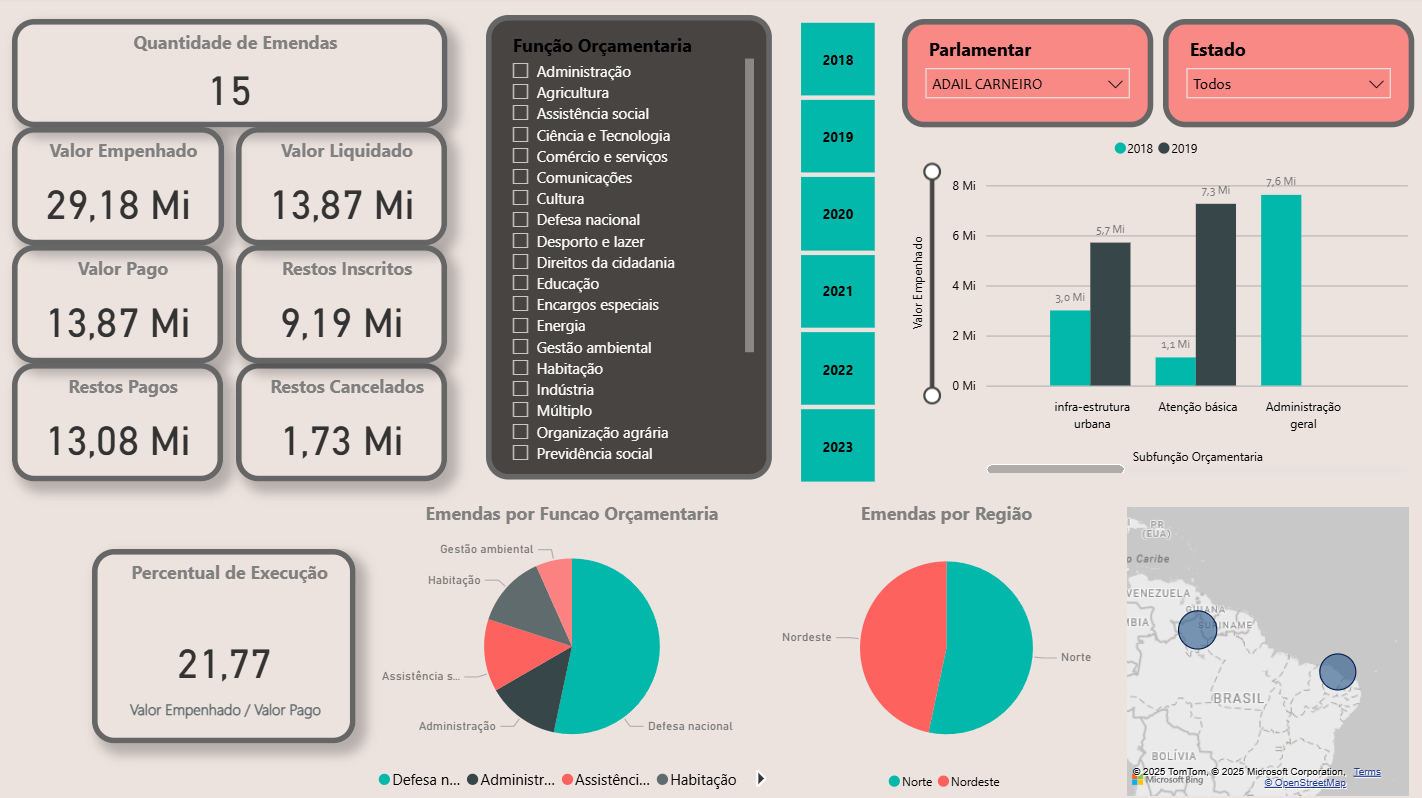 Quantidade de Emendas
15
Valor Empenhado
29,18 Mi
Valor Liquidado
13,87 Mi
Valor Pago
13,87 Mi
Restos Inscritos
9,19 Mi
Restos Pagos
13,08 Mi
Restos Cancelados
1,73 Mi
Função Orçamentaria
Administração
Agricultura
Assistência social
Ciência e Tecnologia
Comércio e serviços
Comunicações
Cultura
Defesa nacional
Desporto e lazer
Direitos da cidadania
Educação
Encargos especiais
Energia
Gestão ambiental
Habitação
Indústria
Múltiplo
Organização agrária
Previdência social
2018
2019
2020
2021
2022
2023
Parlamentar
ADAIL CARNEIRO
Estado
Todos
2018 2019
Valor Empenhado
8 Mi
6 Mi
4 Mi
2 Mi
0 Mi
3,0 Mi
5,7 Mi
1,1 Mi
7,3 Mi
7,6 Mi
infra-estrutura
urbana
Atenção básica
Administração
geral
Subfunção Orçamentaria
Percentual de Execução
21,77
Valor Empenhado / Valor Pago
Emendas por Funcao Orçamentaria
Gestão ambiental
Habitação
Assistência s...
Administração
Defesa nacional
Defesa n... Administr... Assistênci... Habitação
Emendas por Região
Nordeste
Norte
Norte Nordeste
PR
(EUA)
o Caribe
VENEZUELA
GUIANA
SURINAME
MBIA
BRASIL
BOLÍVIA
Microsoft Bing
© 2025 TomTom, © 2025 Microsoft Corporation, Terms
© OpenStreetMap